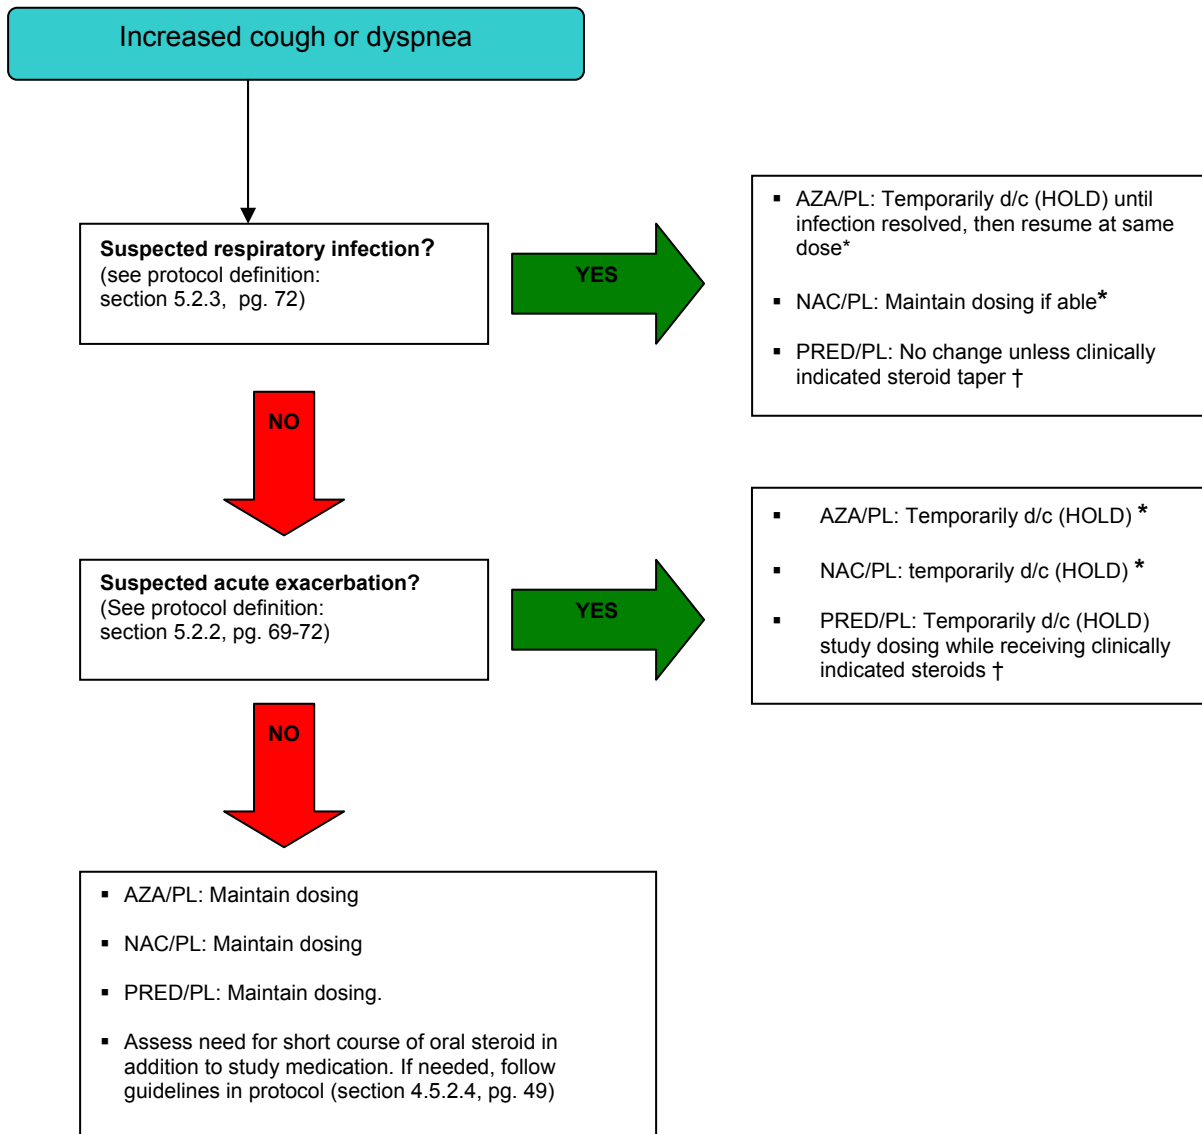 Increased cough or dyspnea
Suspected respiratory infection?
(see protocol definition:
section 5.2.3, pg. 72)
YES
▪ AZA/PL: Temporarily d/c (HOLD) until
infection resolved, then resume at same
dose*
▪ NAC/PL: Maintain dosing if able*
▪ PRED/PL: No change unless clinically
indicated steroid taper †
NO
Suspected acute exacerbation?
(See protocol definition:
section 5.2.2, pg. 69-72)
YES
▪ AZA/PL: Temporarily d/c (HOLD) *
▪ NAC/PL: temporarily d/c (HOLD) *
▪ PRED/PL: Temporarily d/c (HOLD)
study dosing while receiving clinically
indicated steroids †
NO
▪ AZA/PL: Maintain dosing
▪ NAC/PL: Maintain dosing
▪ PRED/PL: Maintain dosing.
▪ Assess need for short course of oral steroid in
addition to study medication. If needed, follow
guidelines in protocol (section 4.5.2.4, pg. 49)